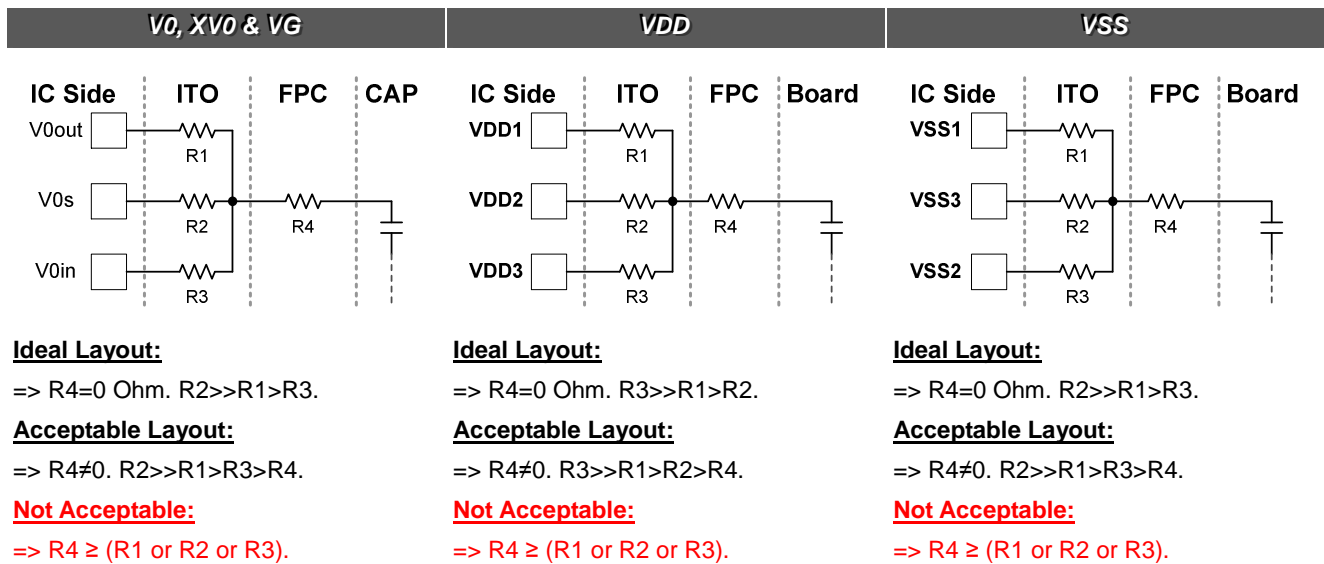 V0, XV0 & VG VDD VSS
IC Side ITO FPC CAP IC Side ITO FPC Board IC Side ITO FPC Board
V0out VDD1 VSS1
R1 R1 R1
V0s VDD2 VSS3
R2 R4 R2 R4 R2 R4
V0in VDD3 VSS2
R3 R3 R3
Ideal Layout: Ideal Layout: Ideal Layout:
=> R4=0 Ohm. R2>>R1>R3. => R4=0 Ohm. R3>>R1>R2. => R4=0 Ohm. R2>>R1>R3.
Acceptable Layout: Acceptable Layout: Acceptable Layout:
=> R4≠0. R2>>R1>R3>R4. => R4≠0. R3>>R1>R2>R4. => R4≠0. R2>>R1>R3>R4.
Not Acceptable: Not Acceptable: Not Acceptable:
=> R4 ≥ (R1 or R2 or R3). => R4 ≥ (R1 or R2 or R3). => R4 ≥ (R1 or R2 or R3).